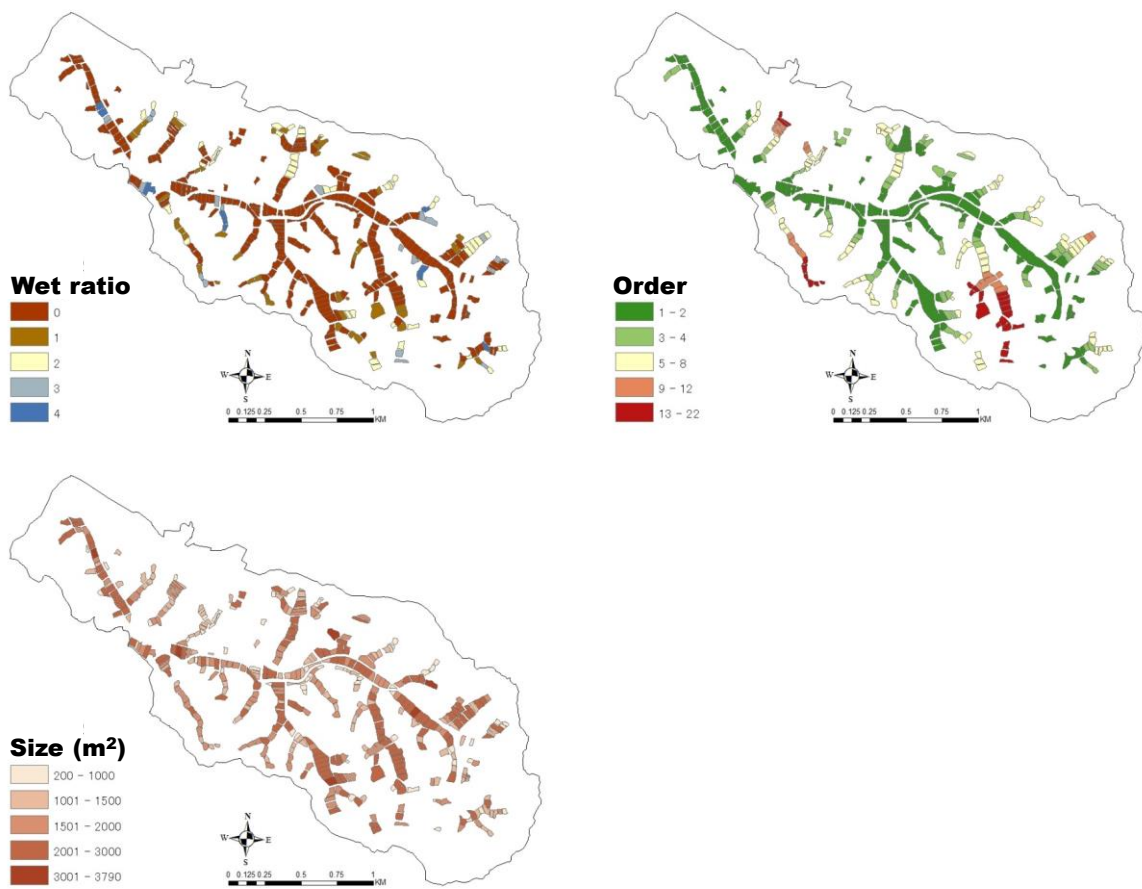 Wet ratio
0
1
2
3
4
N
W E
S
0 0.125 0.25 0.5 0.75 1
KM
Order
1 - 2
3 - 4
5 - 8
9 - 12
13 - 22
N
W E
S
0 0.125 0.25 0.5 0.75 1
KM
Size (m²)
200 - 1000
1001 - 1500
1501 - 2000
2001 - 3000
3001 - 3790
N
W E
S
0 0.125 0.25 0.5 0.75 1
KM